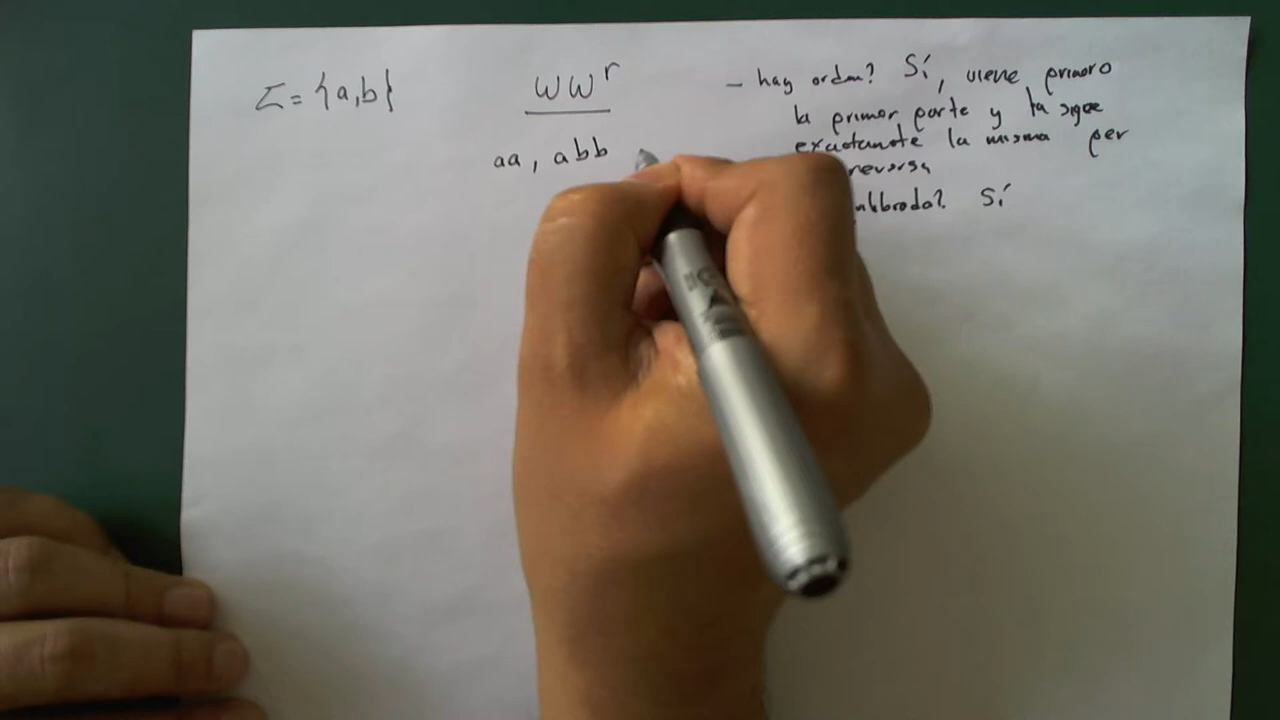 Σ = {a,b}
ww^r
aa, abb
- hay orden? Sí, viene primero
la primer parte y la sigue
exactamente la misma per
reversa
Sí